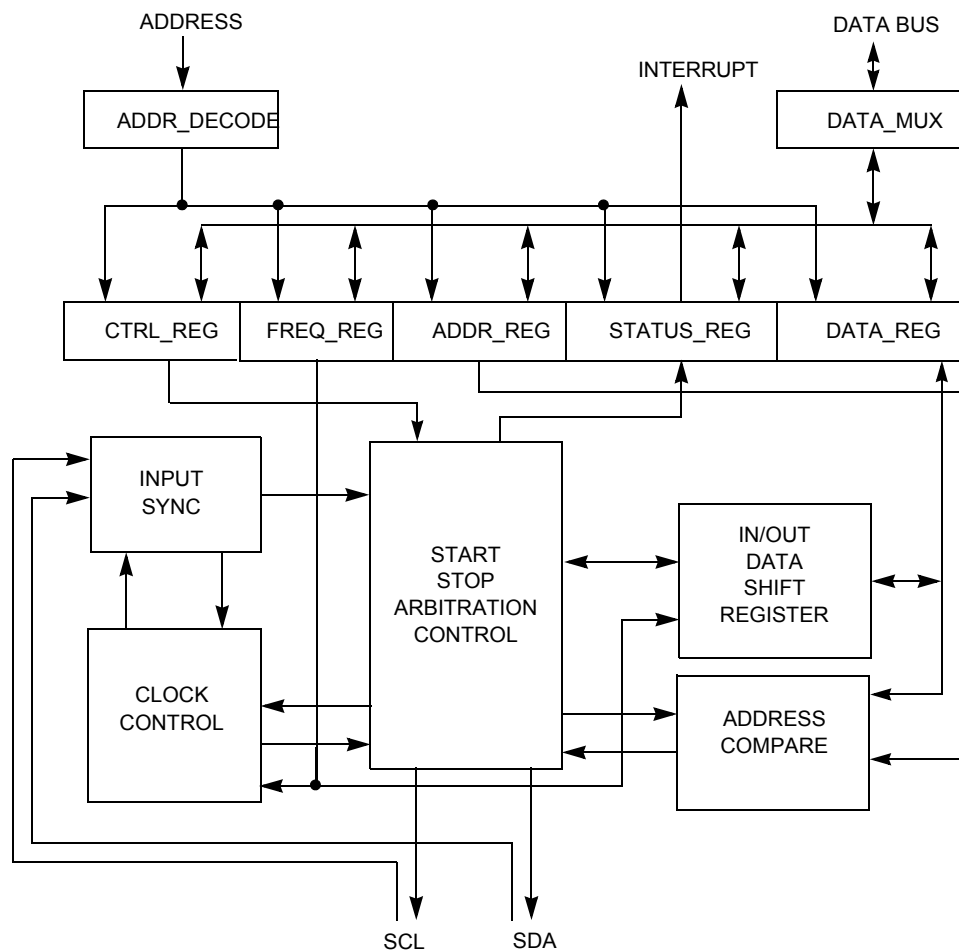 ADDRESS
DATA BUS
INTERRUPT
ADDR_DECODE
DATA_MUX
CTRL_REG
FREQ_REG
ADDR_REG
STATUS_REG
DATA_REG
INPUT
SYNC
START
STOP
ARBITRATION
CONTROL
IN/OUT
DATA
SHIFT
REGISTER
CLOCK
CONTROL
ADDRESS
COMPARE
SCL
SDA